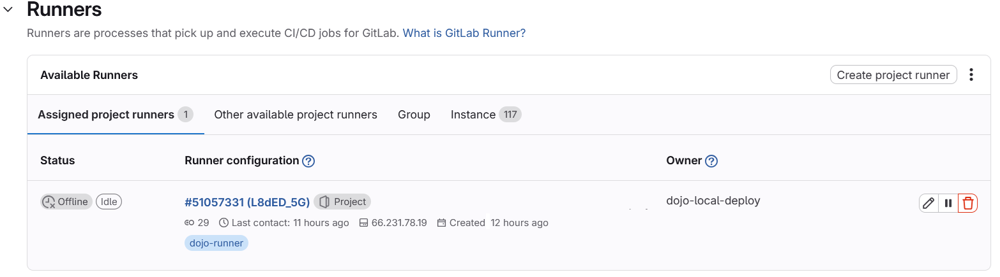 Runners
Runners are processes that pick up and execute CI/CD jobs for GitLab. What is GitLab Runner?
Available Runners Create project runner
Assigned project runners 1 Other available project runners Group Instance 117
Status Runner configuration ? Owner ?
Offline Idle #51057331 (L8dED_5G) Project dojo-local-deploy
29 Last contact: 11 hours ago 66.231.78.19 Created 12 hours ago
dojo-runner